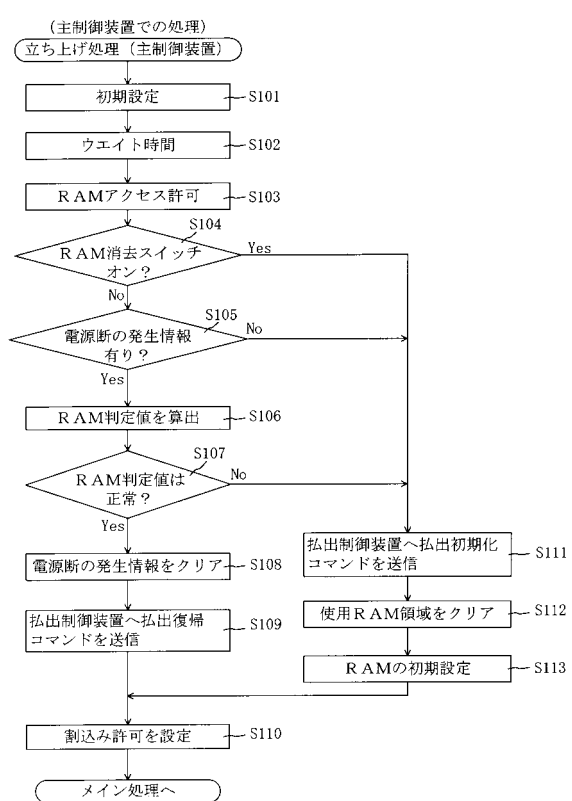 (主制御装置での処理)
立ち上げ処理(主制御装置)
初期設定
S101
ウエイト時間
S102
RAMアクセス許可
S103
S104
RAM消去スイッチ
オン?
Yes
No
S105
電源断の発生情報
有り?
No
Yes
RAM判定値を算出
S106
S107
RAM判定値は
正常?
No
Yes
電源断の発生情報をクリア
S108
払出制御装置へ払出復帰
コマンドを送信
S109
払出制御装置へ払出初期化
コマンドを送信
S111
使用RAM領域をクリア
S112
RAMの初期設定
S113
割込み許可を設定
S110
メイン処理へ